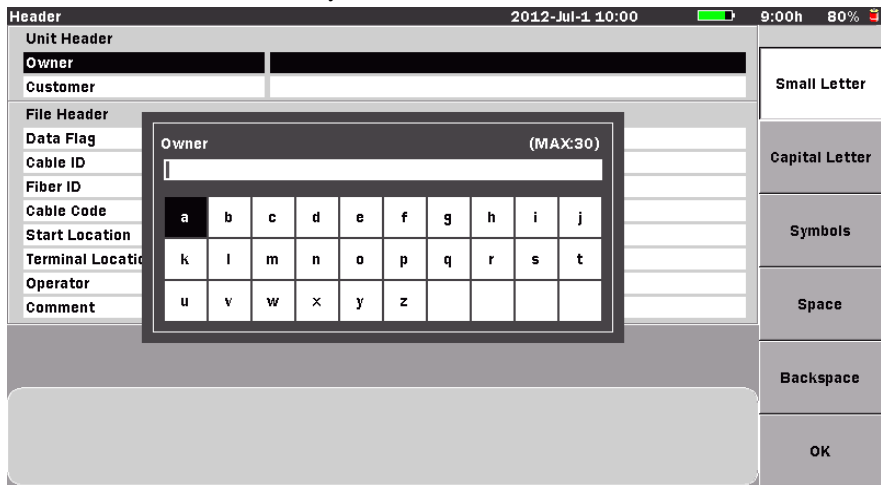 Header 2012-Jul-1 10:00 9:00h 80%
Unit Header
Owner
Customer
File Header
Data Flag
Cable ID
Fiber ID
Cable Code
Start Location
Terminal Locatio
Operator
Comment
Owner (MAX:30)
a b c d e f g h i j
k l m n o p q r s t
u v w x y z
Small Letter
Capital Letter
Symbols
Space
Backspace
OK